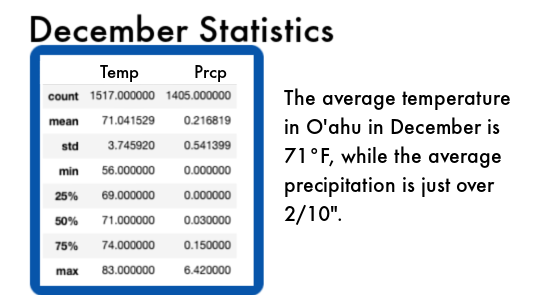 December Statistics
Temp Prcp
count 1517.000000 1405.000000
mean 71.041529 0.216819
std 3.745920 0.541399
min 56.000000 0.000000
25% 69.000000 0.000000
50% 71.000000 0.030000
75% 74.000000 0.150000
max 83.000000 6.420000
The average temperature
in O'ahu in December is
71°F, while the average
precipitation is just over
2/10".